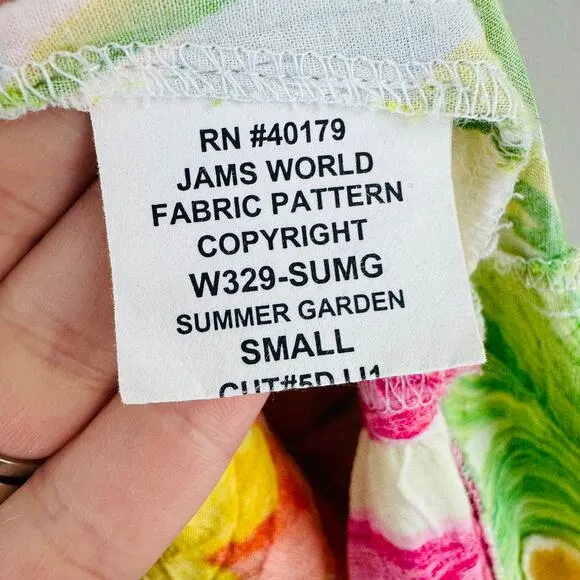 RN #40179
JAMS WORLD
FABRIC PATTERN
COPYRIGHT
W329-SUMG
SUMMER GARDEN
SMALL